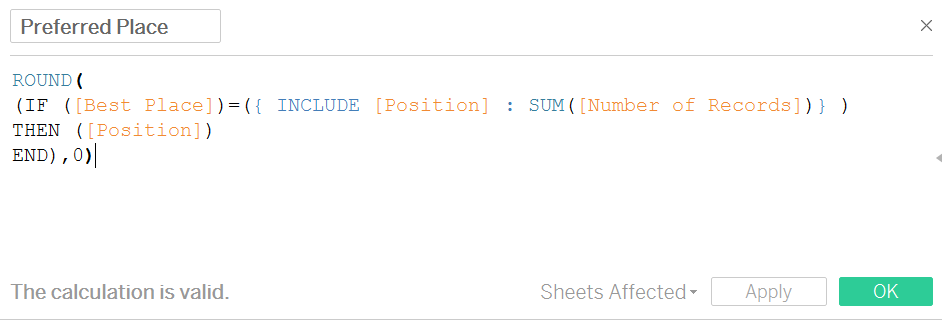 Preferred Place ×
ROUND(
(IF ([Best Place])=({ INCLUDE [Position] : SUM([Number of Records])} )
THEN ([Position])
END),0)
The calculation is valid. Sheets Affected Apply OK